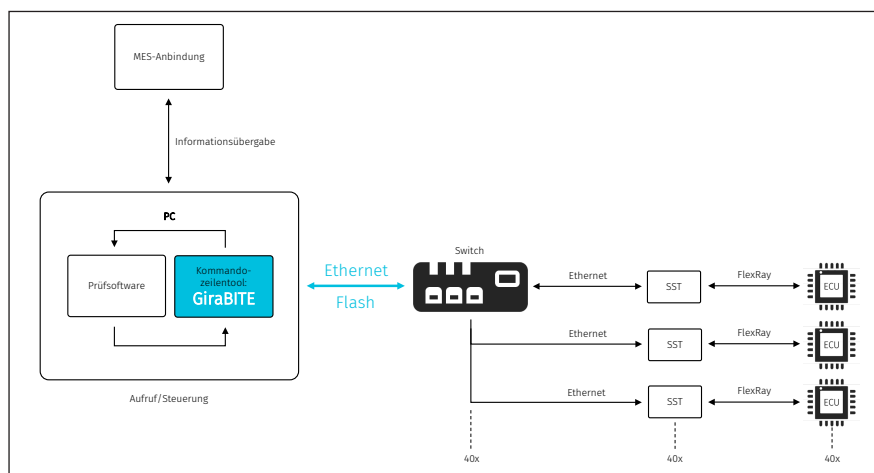 MES-Anbindung
Informationsübergabe
PC
Prüfsoftware
Kommando-
zeilentool:
GiraBITE
Aufruf/Steuerung
Ethernet
Flash
Switch
Ethernet
SST
FlexRay
ECU
Ethernet
SST
FlexRay
ECU
Ethernet
SST
FlexRay
ECU
40x
40x
40x